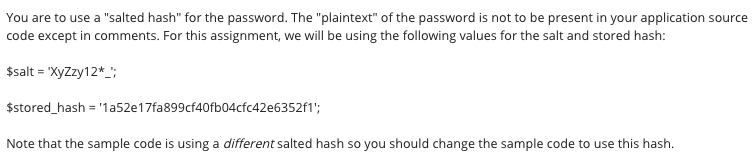 You are to use a "salted hash" for the password. The "plaintext" of the password is not to be present in your application source
code except in comments. For this assignment, we will be using the following values for the salt and stored hash:
$salt = 'XyZzy12*_';
$stored_hash = '1a52e17fa899cf40fb04cfc42e6352f1';
Note that the sample code is using a different salted hash so you should change the sample code to use this hash.